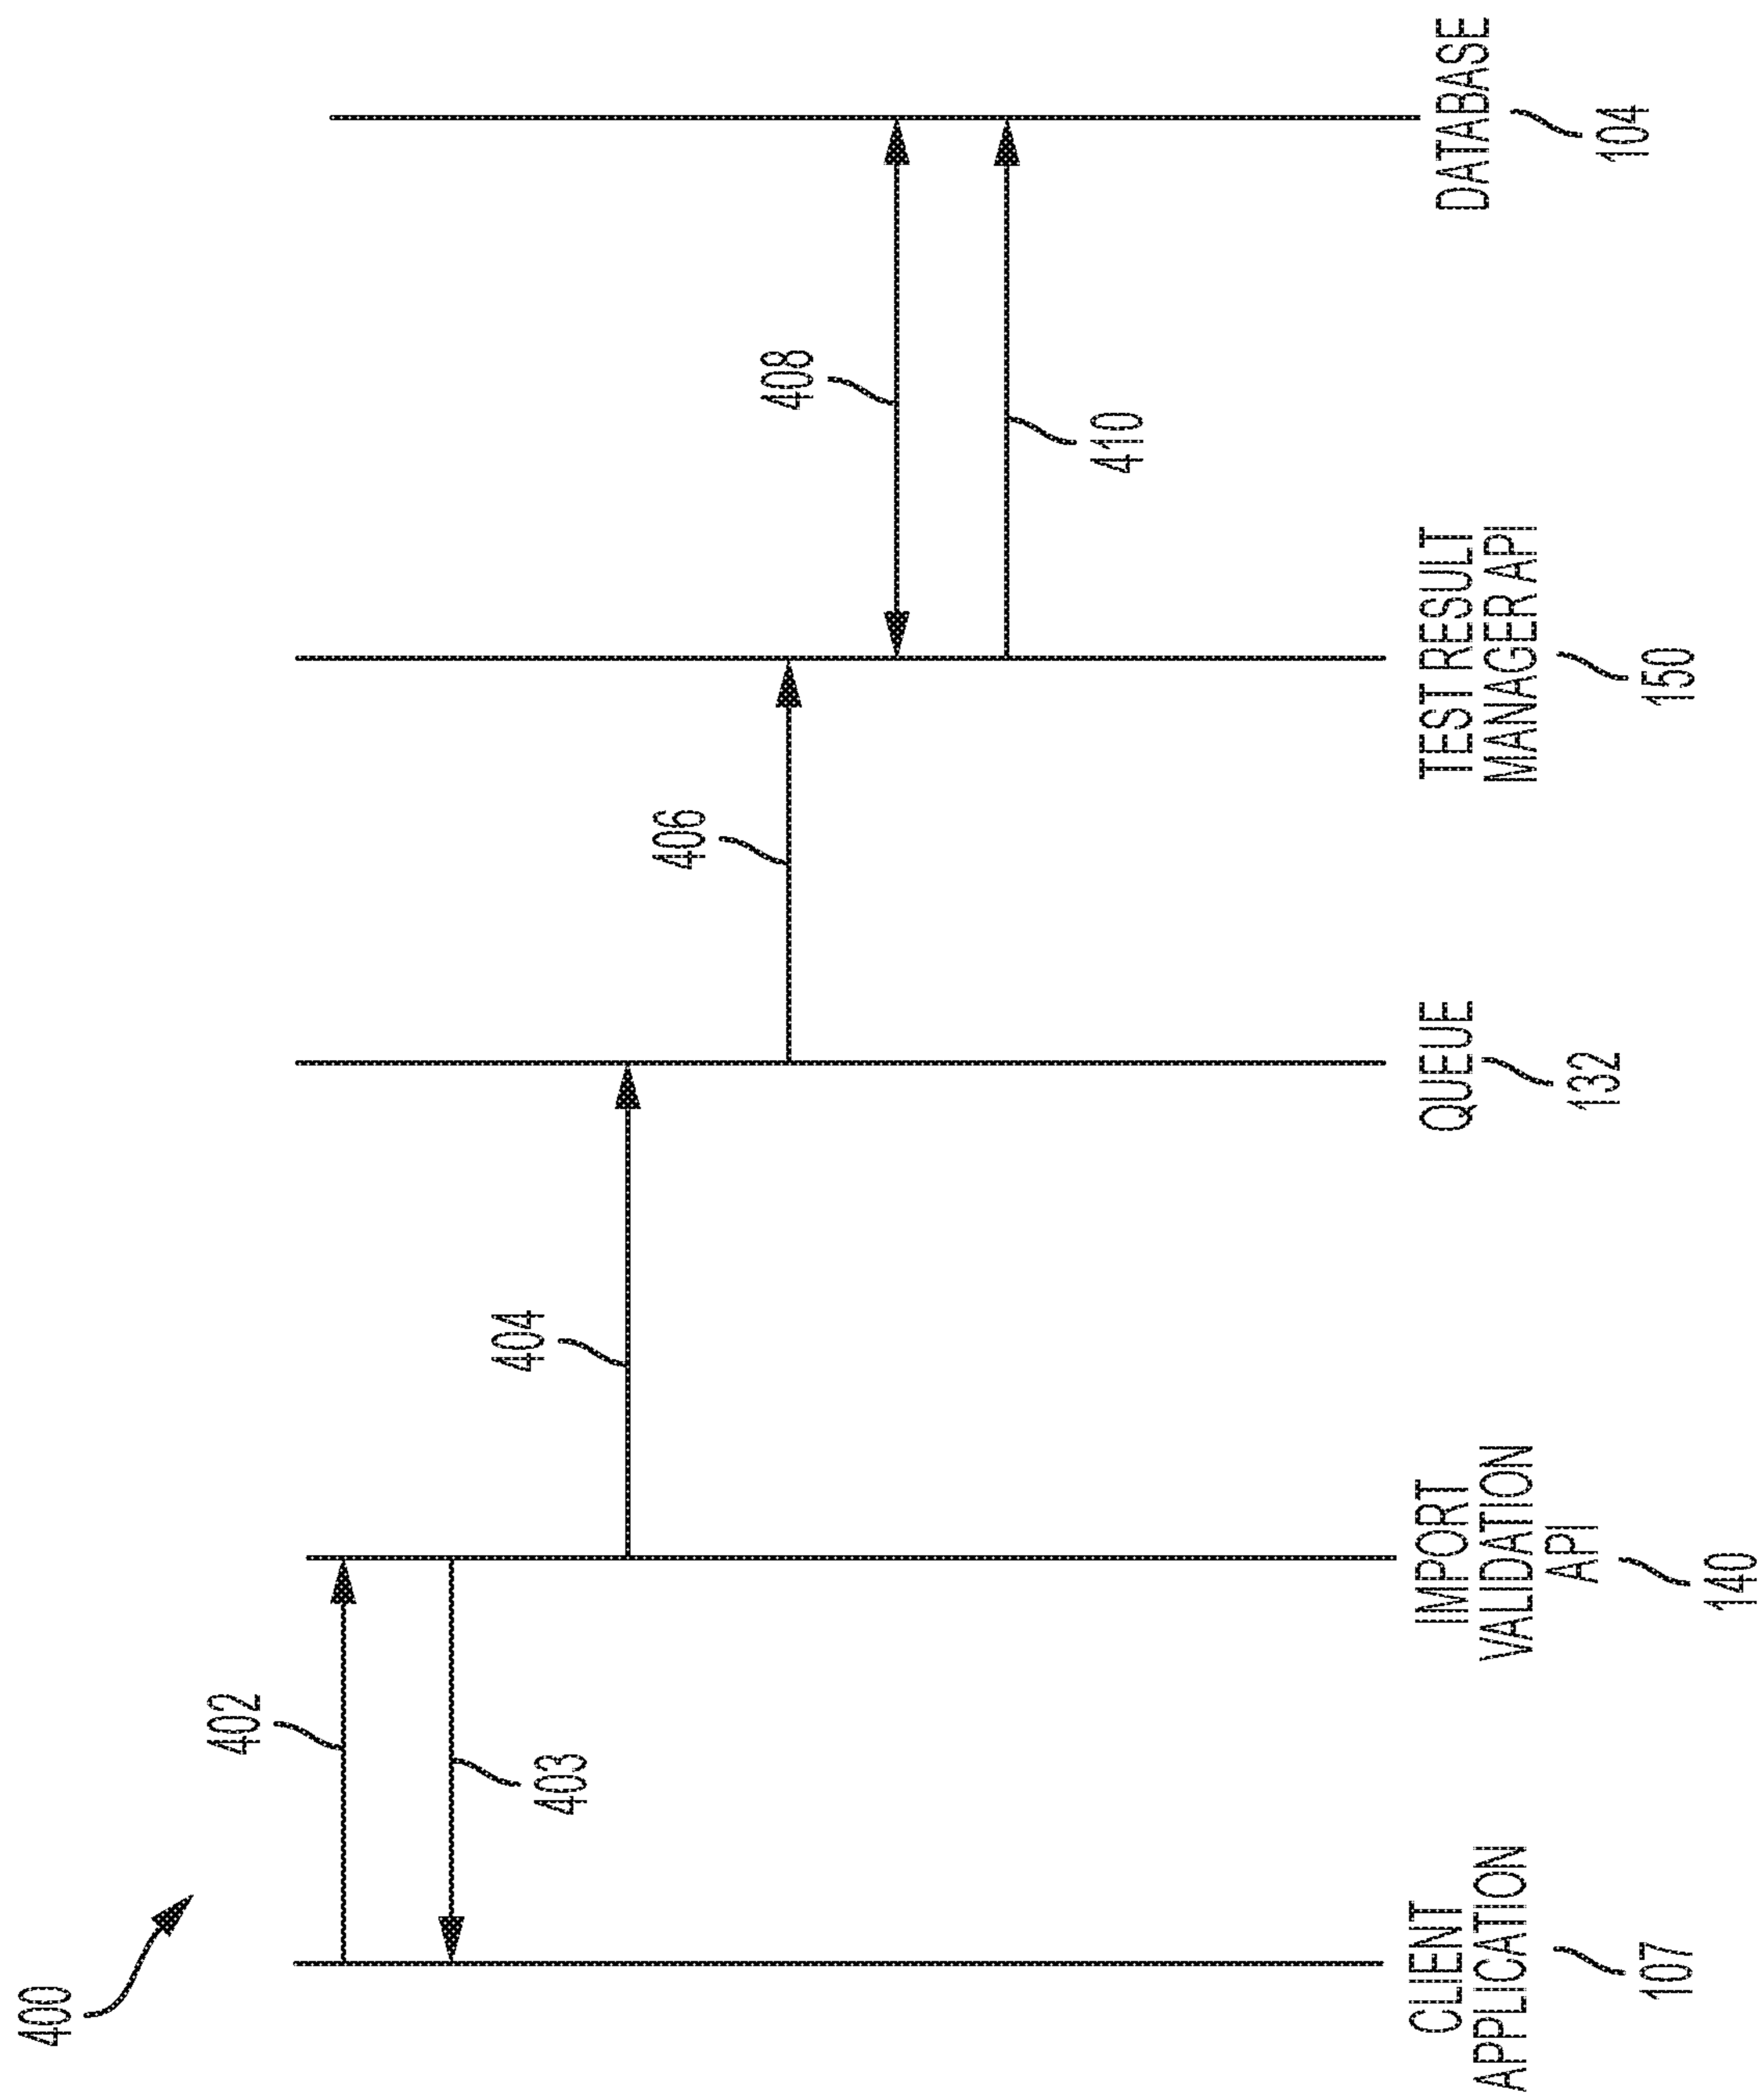 400
402
403
404
406
408
410
CLIENT
APPLICATION
107
IMPORT
VALIDATION
API
140
QUEUE
132
TEST RESULT
MANAGER API
150
DATABASE
104